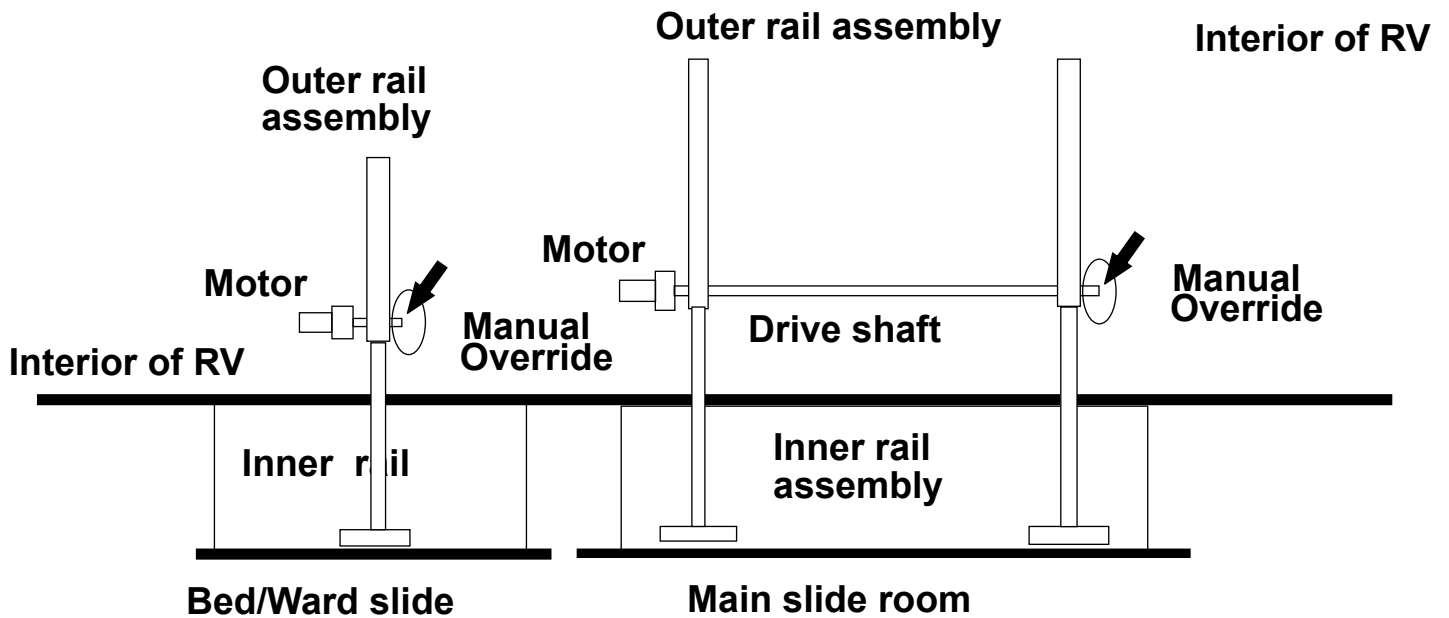 Outer rail assembly
Interior of RV
Outer rail
assembly
Motor
Manual
Override
Motor
Manual
Override
Drive shaft
Interior of RV
Inner rail
Inner rail
assembly
Bed/Ward slide
Main slide room